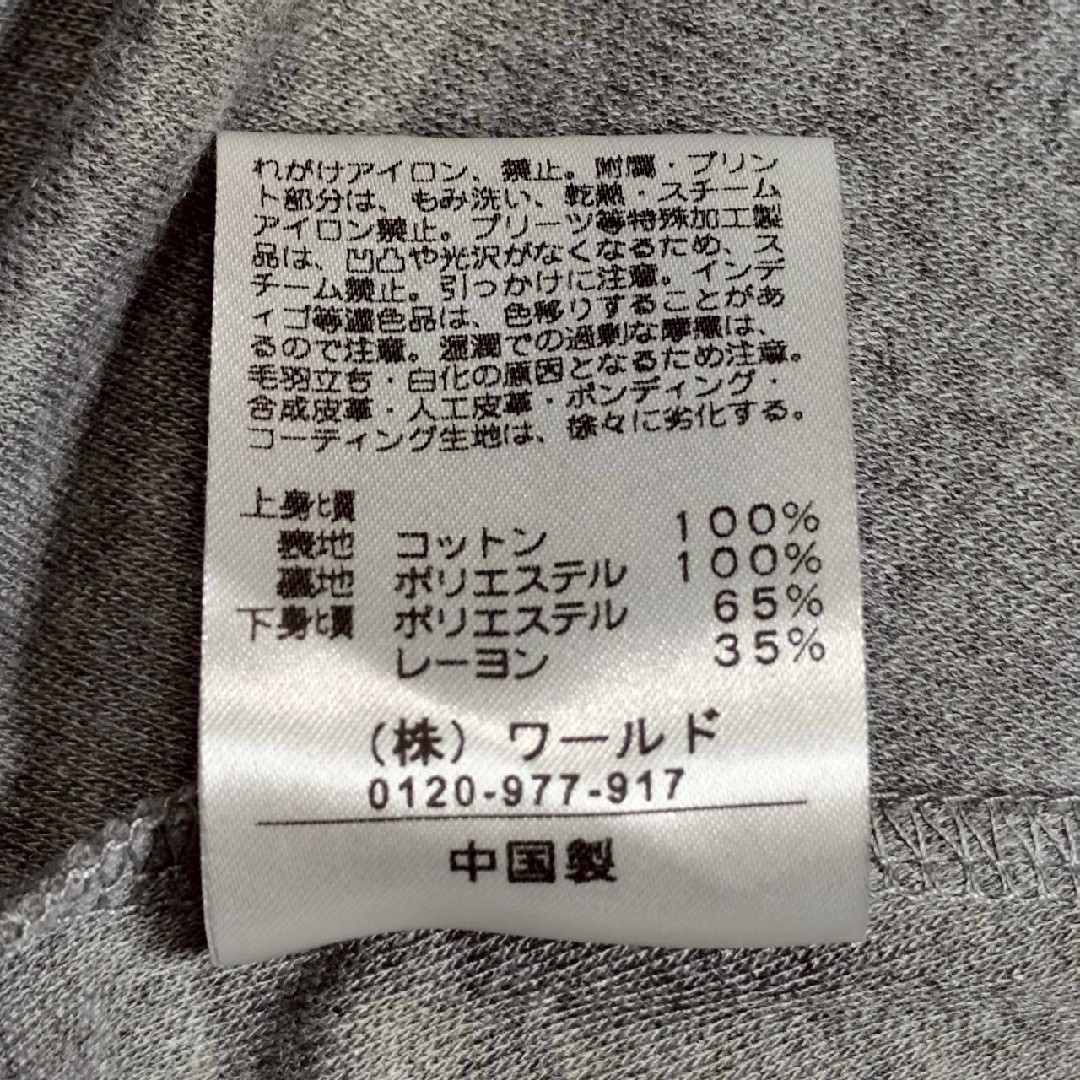 れがけアイロン、禁止。附属・プリン
ト部分は、もみ洗い、乾熱・スチーム
アイロン禁止。プリーツ等特殊加工製
品は、凹凸や光沢がなくなるため、ス
チーム禁止。引っかけに注意。インデ
ィゴ等濃色品は、色移りすることがあ
るので注意。湿潤での過剰な摩擦は、
毛羽立ち・白化の原因となるため注意。
合成皮革・人工皮革・ボンディング・
コーティング生地は、徐々に劣化する。
上身頃
表地 コットン 100%
裏地 ポリエステル 100%
下身頃 ポリエステル 65%
レーヨン 35%
(株) ワールド
0120-977-917
中国製